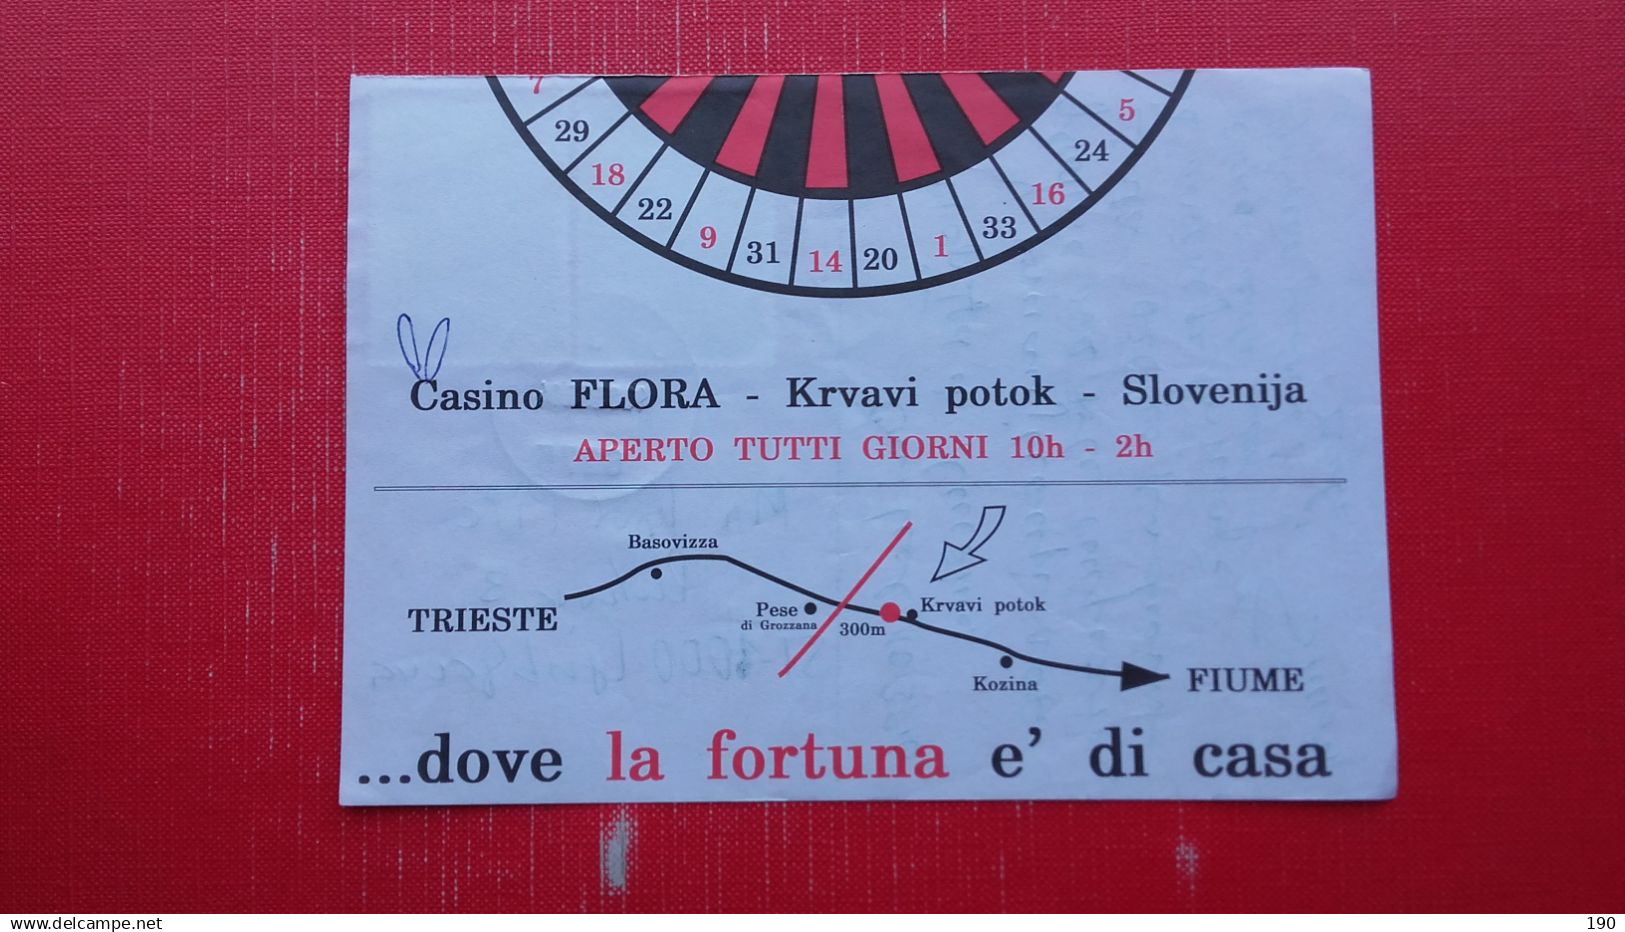 7 29 18 22 9 31 14 20 1 33 16 24 5
Casino FLORA - Krvavi potok - Slovenija
APERTO TUTTI GIORNI 10h - 2h
Basovizza
TRIESTE
Pese
di Grozzana
300m
Krvavi potok
Kozina
FIUME
...dove la fortuna e' di casa
www.delcampe.net
190